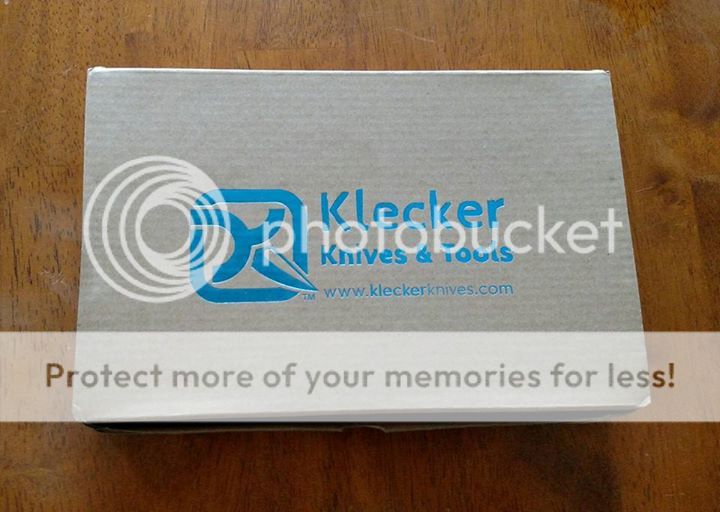 Klecker
photobucket
Knives & Tools
TM
www.kleckerknives.com
Protect more of your memories for less!